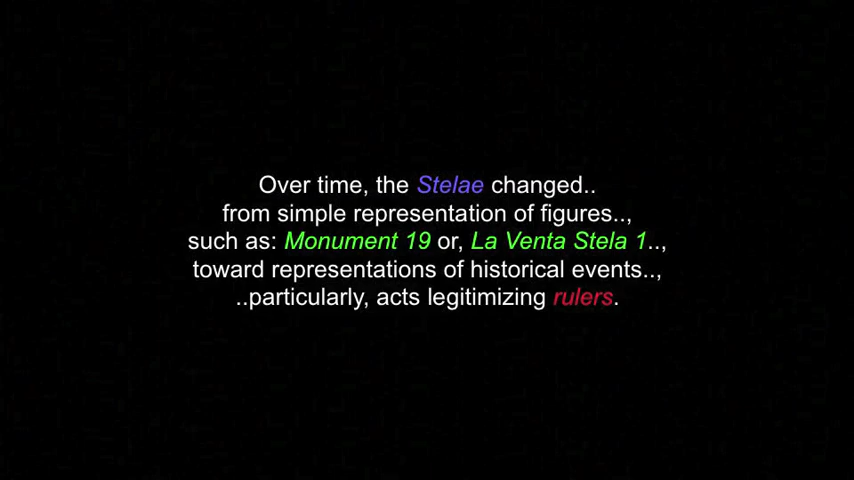 Over time, the Stelae changed..
from simple representation of figures..,
such as: Monument 19 or, La Venta Stela 1..,
toward representations of historical events..,
..particularly, acts legitimizing rulers.